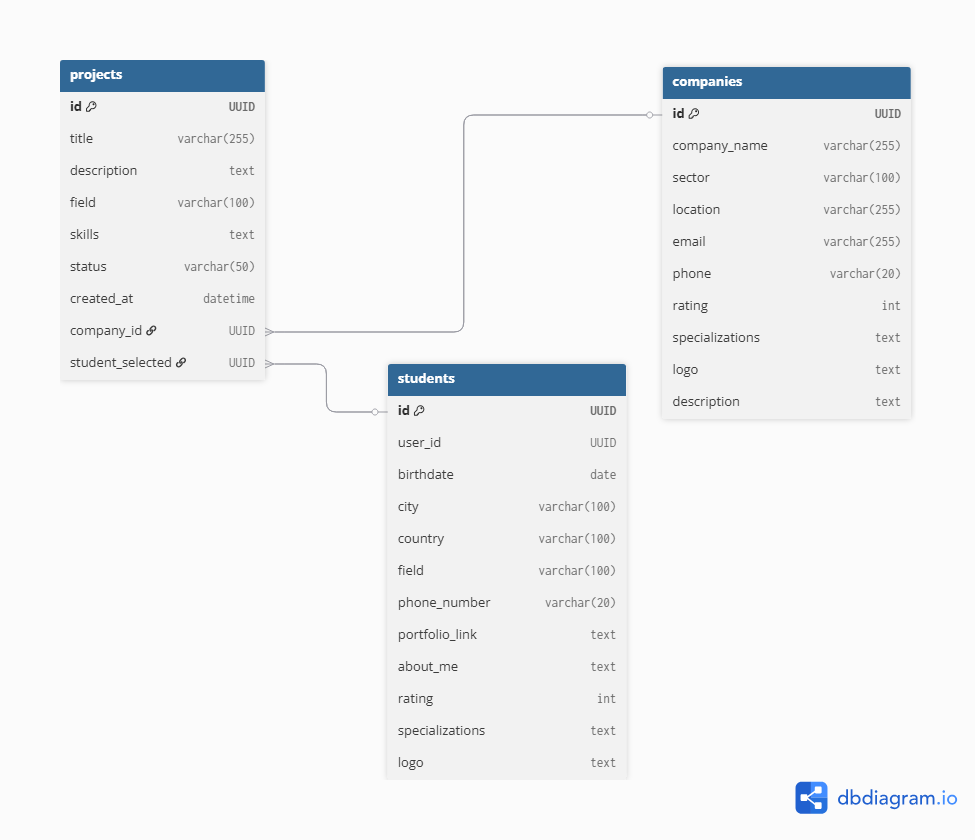 projects
id UUID
title varchar(255)
description text
field varchar(100)
skills text
status varchar(50)
created_at datetime
company_id UUID
student_selected UUID
companies
id UUID
company_name varchar(255)
sector varchar(100)
location varchar(255)
email varchar(255)
phone varchar(20)
rating int
specializations text
logo text
description text
students
id UUID
user_id UUID
birthdate date
city varchar(100)
country varchar(100)
field varchar(100)
phone_number varchar(20)
portfolio_link text
about_me text
rating int
specializations text
logo text
dbdiagram.io